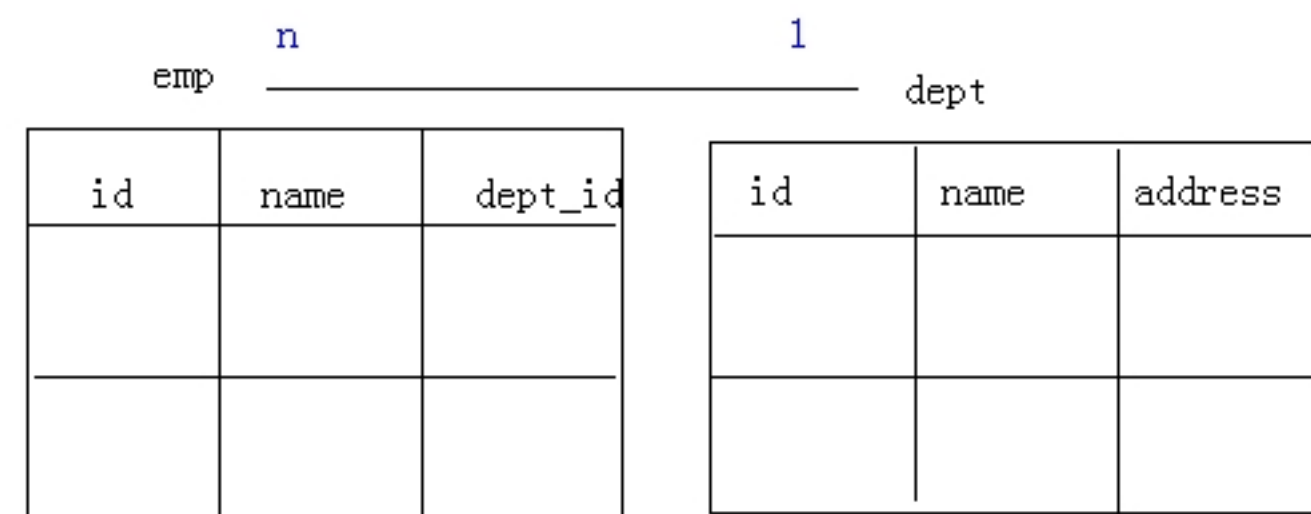 n 1
emp dept
id name dept_id id name address